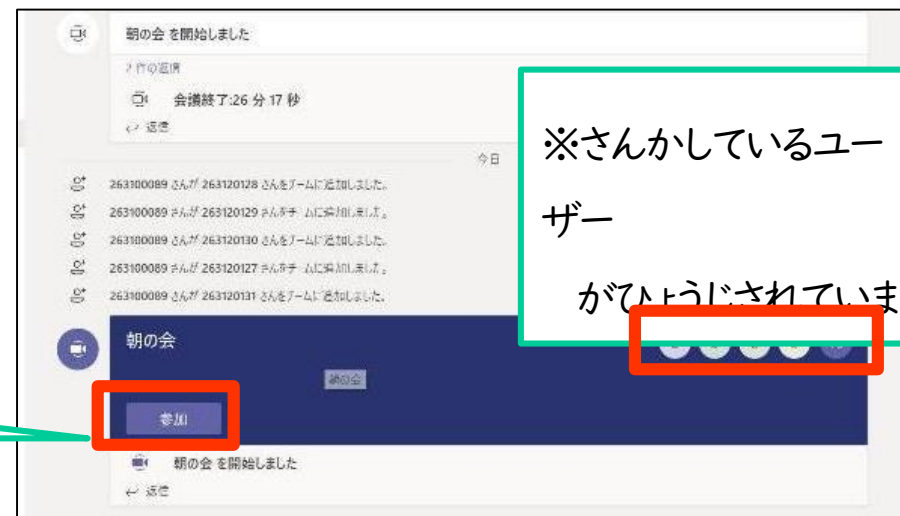 朝の会 を開始しました
2 件の返信
会議終了:26 分 17 秒
返信
今日
※さんかしているユー
ザー
がひょうじされていま
263100089 さんが 263120128 さんをチームに追加しました。
263100089 さんが 263120129 さんをチームに追加しました。
263100089 さんが 263120130 さんをチームに追加しました。
263100089 さんが 263120127 さんをチームに追加しました。
263100089 さんが 263120131 さんをチームに追加しました。
朝の会
朝の会
参加
朝の会 を開始しました
返信